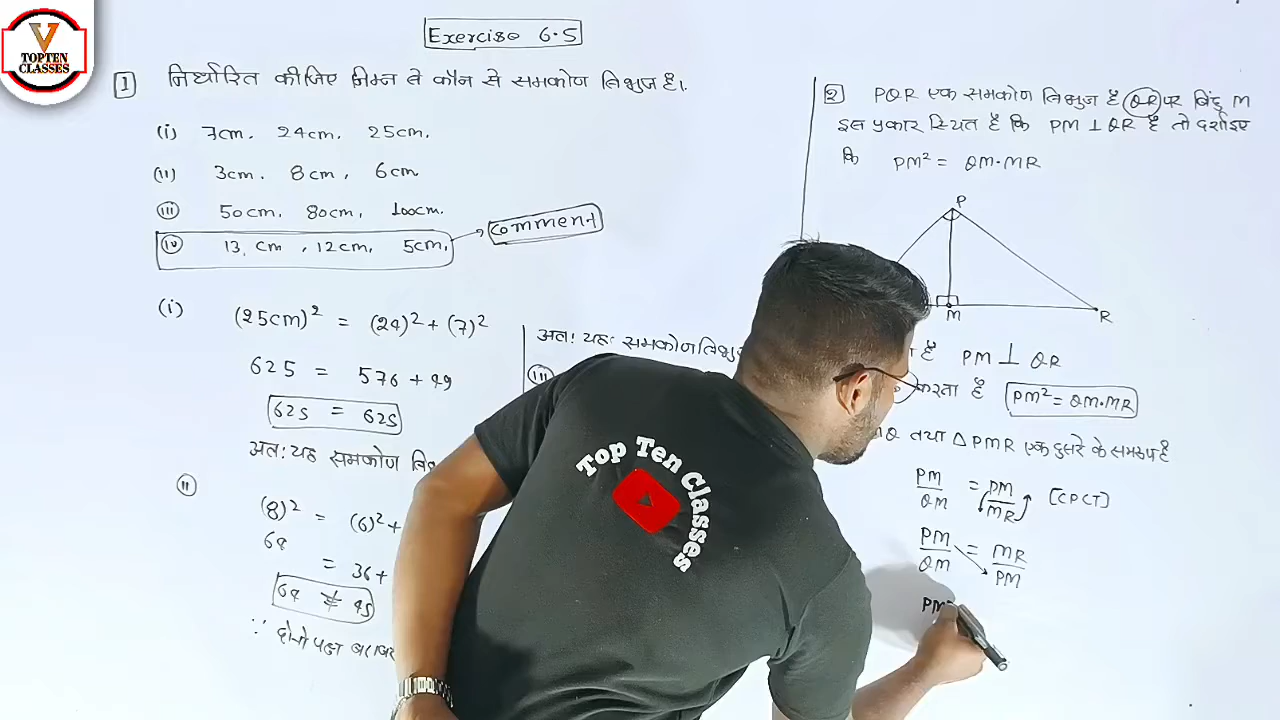 V
TOPTEN
CLASSES
Exercise 6.5
1 निर्धारित कीजिए निम्न में कौन से समकोण त्रिभुज है।
(i) 7cm, 24cm, 25cm,
(ii) 3cm, 8cm, 6cm
(iii) 50cm, 80cm, 100cm.
(iv) 13cm, 12cm, 5cm,
comment
(i) (25cm)² = (24)² + (7)²
625 = 576 + 49
625 = 625
अतः यह समकोण
ii (8)² = (6)² +
64
= 36 +
64 ≠ 45
∵ दोनो पक्ष बराबर
अतः यहः समकोण त्रिभुज
iii
2 PQR एक समकोण त्रिभुज है QR पर बिंदु M
इस प्रकार स्थित है कि PM ⊥ QR है तो दर्शाइए
कि PM² = QM·MR
P
M R
है PM ⊥ QR
करता है PM² = QM·MR
तथा △PMR एक दुसरे के समरूप है
PM/QM = PM/MR [CPCT]
PM/QM = MR/PM
PM
Top Ten Classes